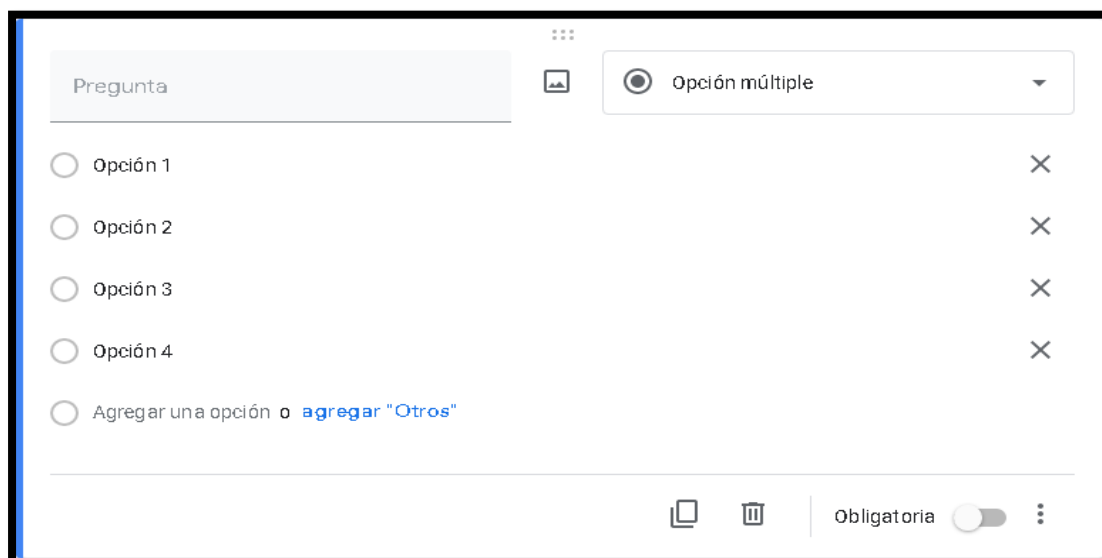 Pregunta
Opción múltiple
Opción 1
Opción 2
Opción 3
Opción 4
Agregar una opción o agregar "Otros"
Obligatoria